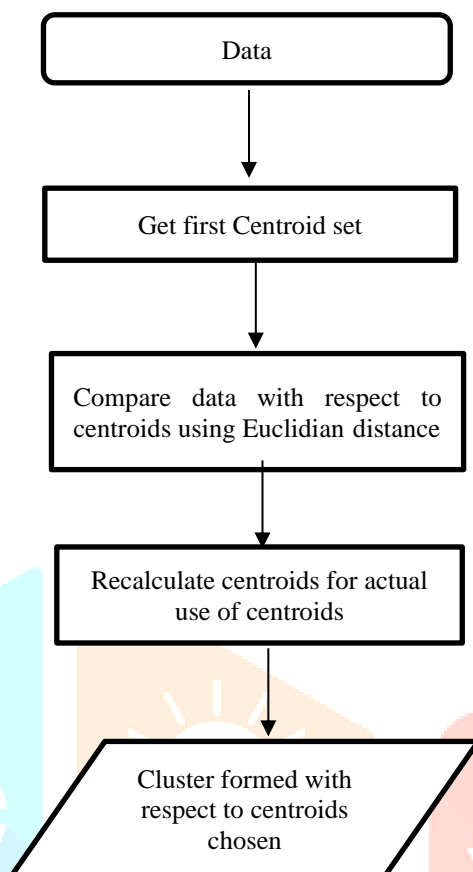 Data
Get first Centroid set
Compare data with respect to
centroids using Euclidian distance
Recalculate centroids for actual
use of centroids
Cluster formed with
respect to centroids
chosen